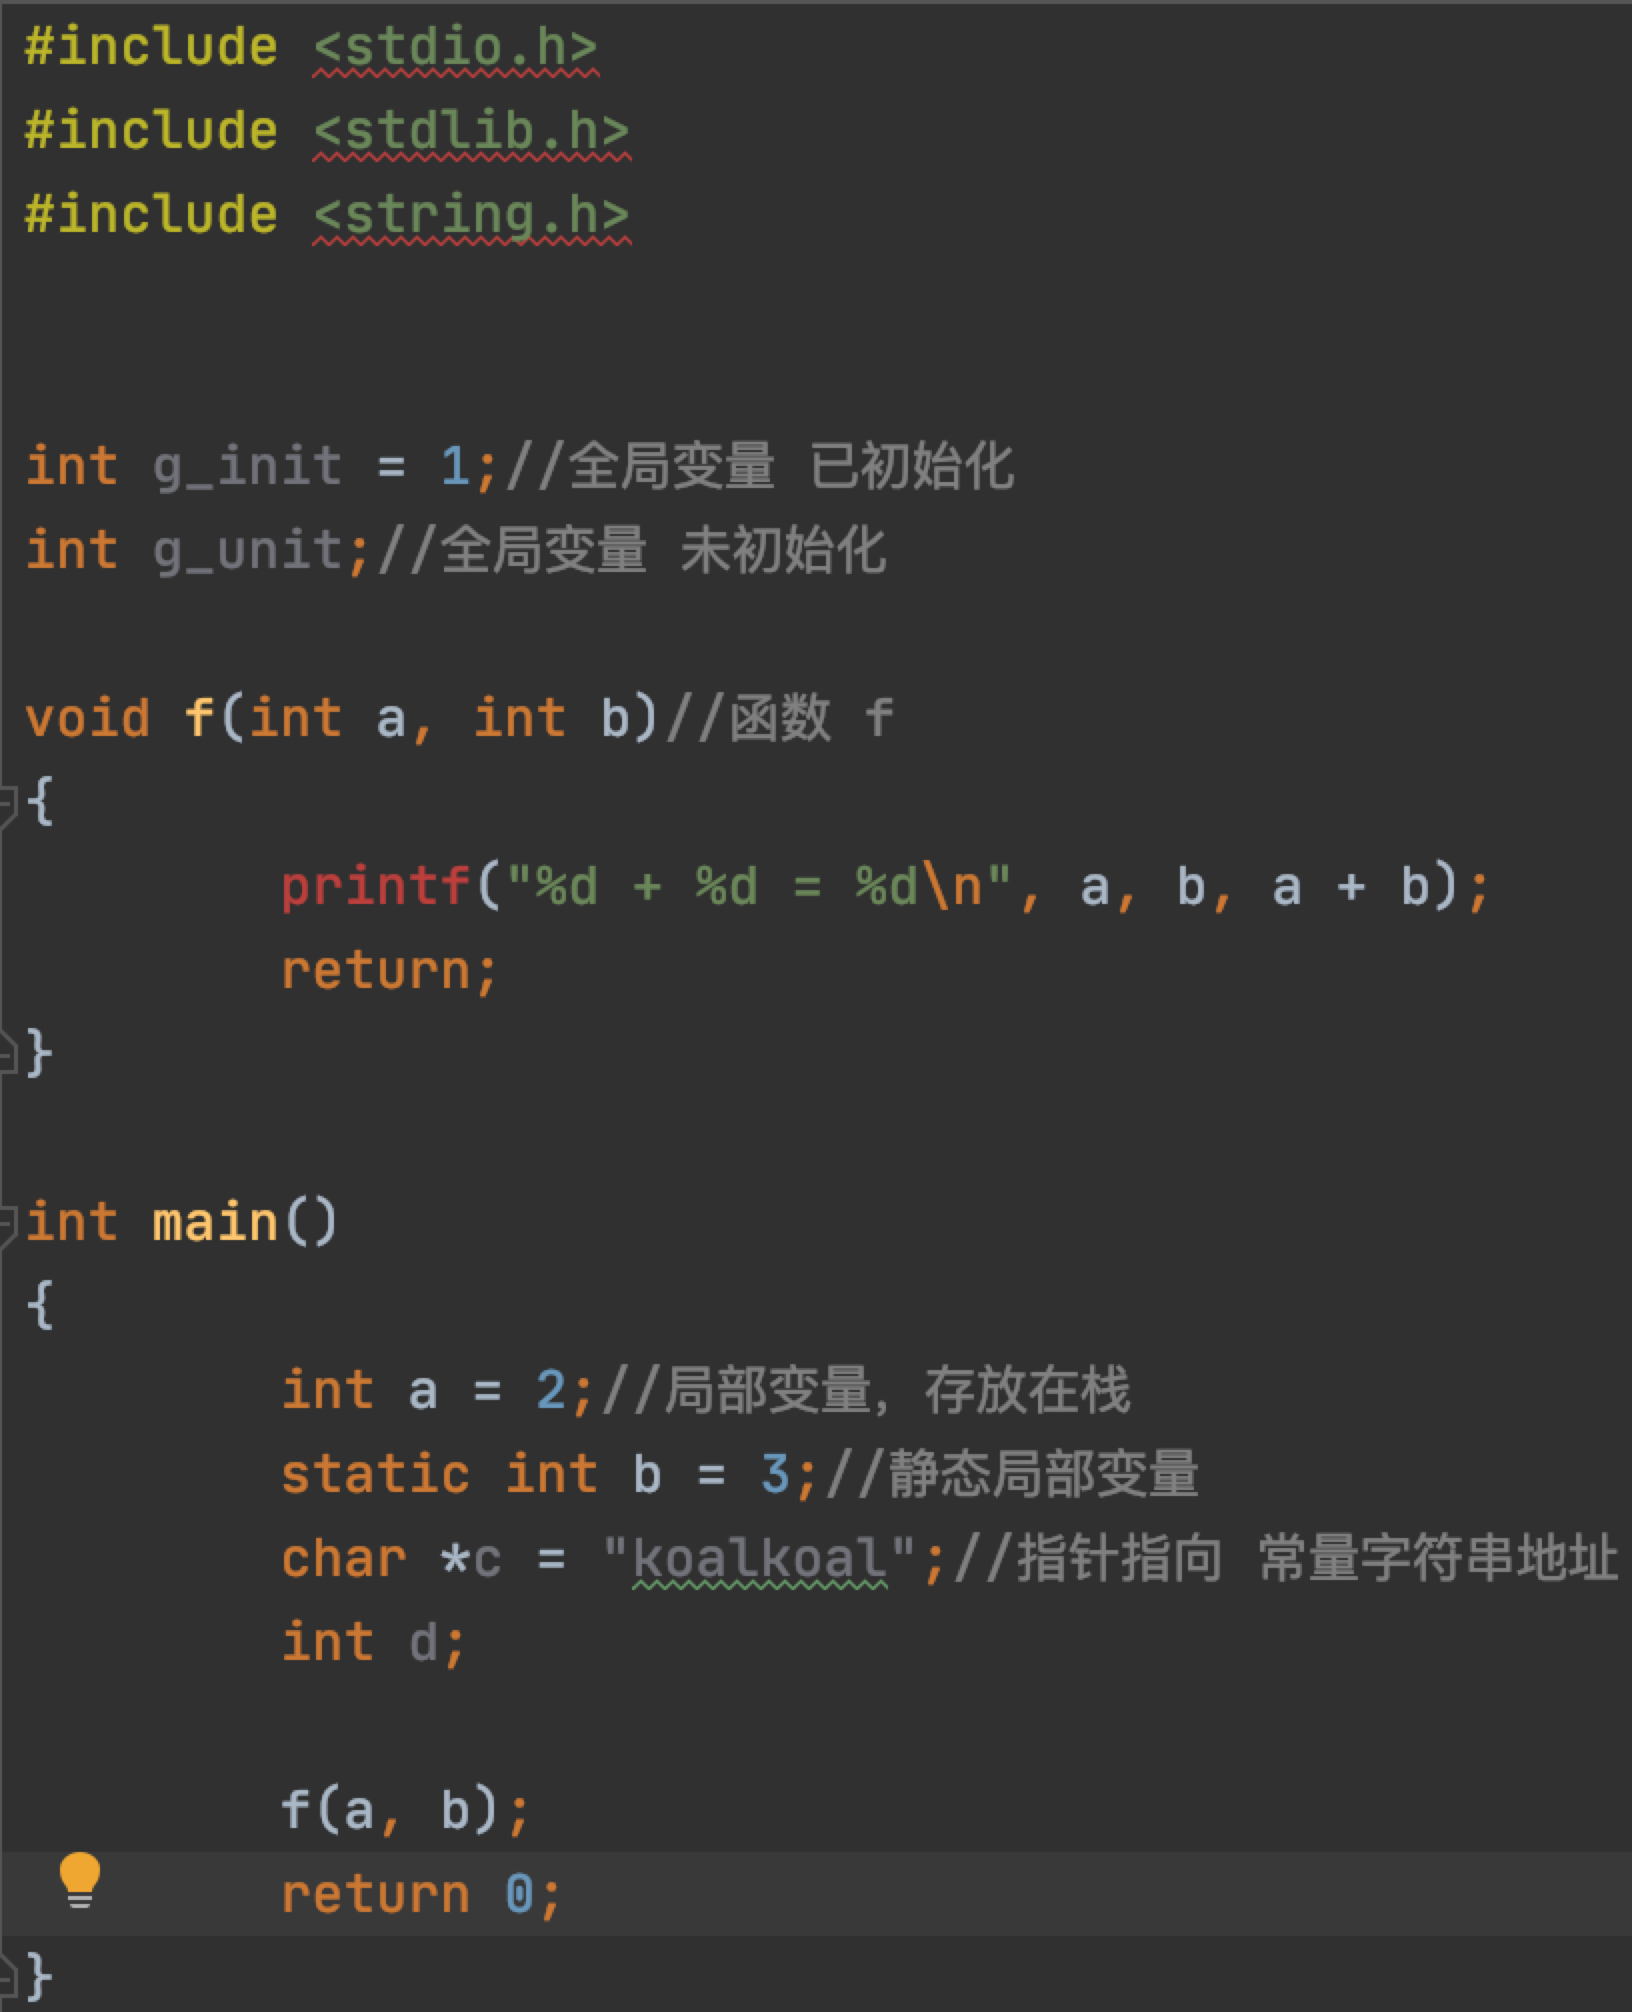 #include <stdio.h>
#include <stdlib.h>
#include <string.h>
int g_init = 1;//全局变量 已初始化
int g_unit;//全局变量 未初始化
void f(int a, int b)//函数 f
{
printf("%d + %d = %d\n", a, b, a + b);
return;
}
int main()
{
int a = 2;//局部变量，存放在栈
static int b = 3;//静态局部变量
char *c = "koalkoal";//指针指向 常量字符串地址
int d;
f(a, b);
return 0;
}